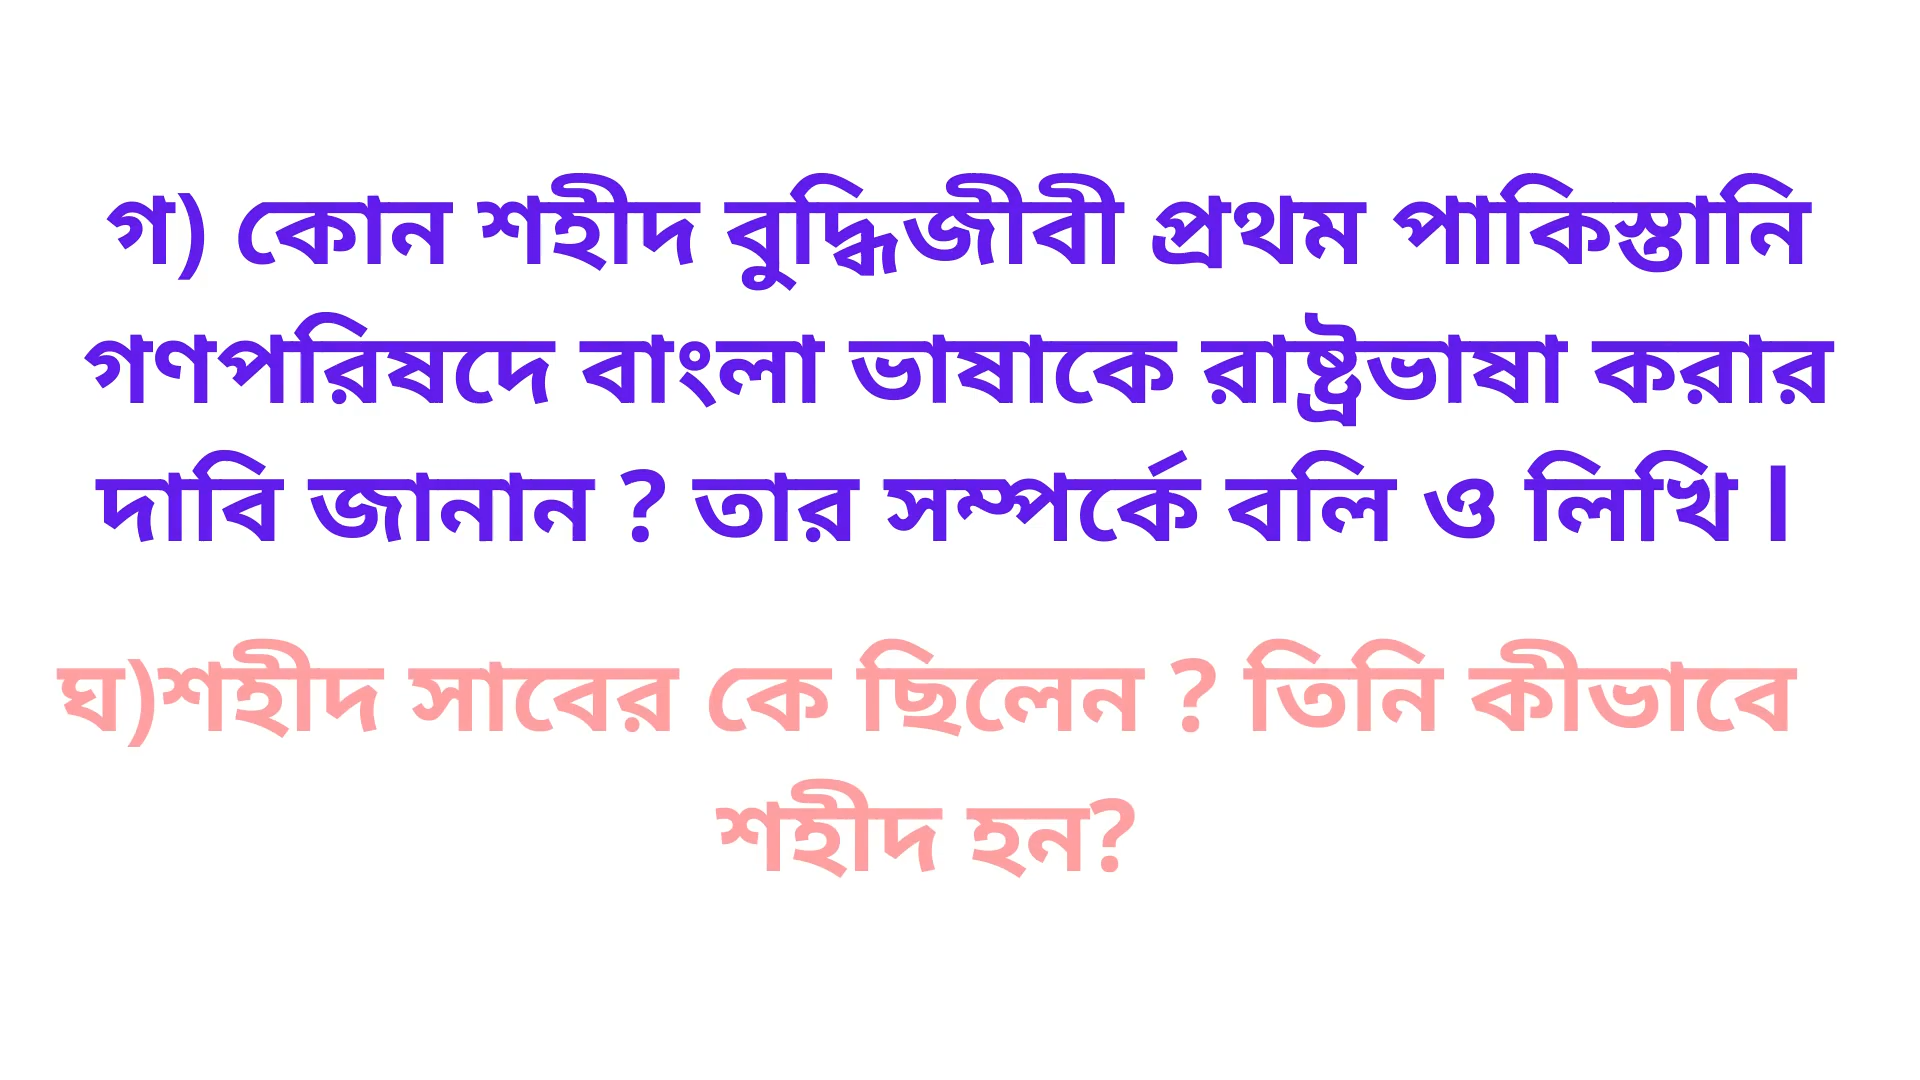 গ) কোন শহীদ বুদ্ধিজীবী প্রথম পাকিস্তানি
গণপরিষদে বাংলা ভাষাকে রাষ্ট্রভাষা করার
দাবি জানান ? তার সম্পর্কে বলি ও লিখি l
ঘ)শহীদ সাবের কে ছিলেন ? তিনি কীভাবে
শহীদ হন?